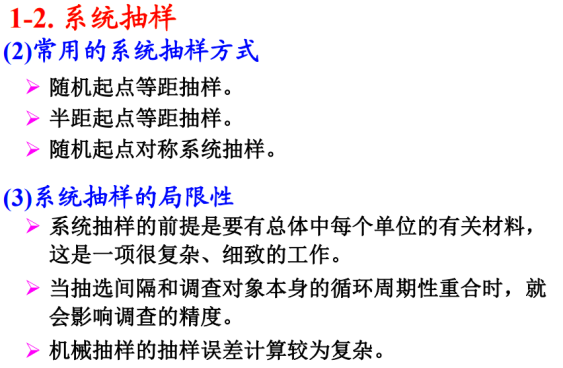 1-2. 系统抽样
(2)常用的系统抽样方式
➢ 随机起点等距抽样。
➢ 半距起点等距抽样。
➢ 随机起点对称系统抽样。
(3)系统抽样的局限性
➢ 系统抽样的前提是要有总体中每个单位的有关材料，
这是一项很复杂、细致的工作。
➢ 当抽选间隔和调查对象本身的循环周期性重合时，就
会影响调查的精度。
➢ 机械抽样的抽样误差计算较为复杂。